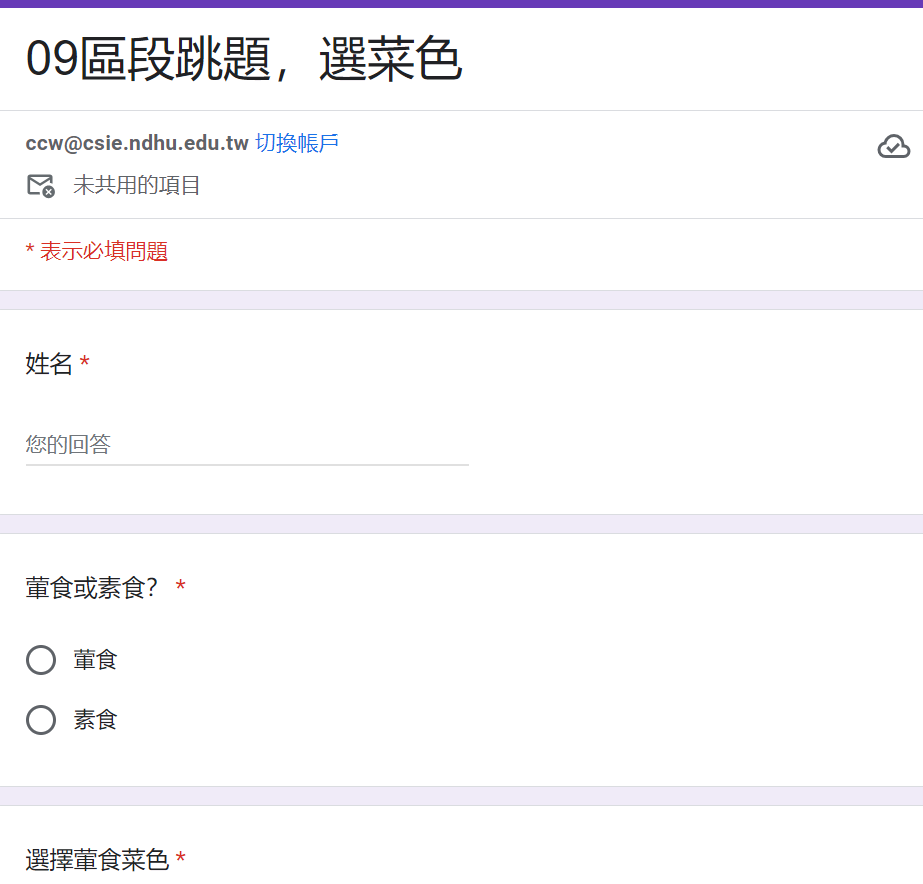 09區段跳題，選菜色
ccw@csie.ndhu.edu.tw 切換帳戶
未共用的項目
* 表示必填問題
姓名 *
您的回答
葷食或素食？ *
葷食
素食
選擇葷食菜色 *